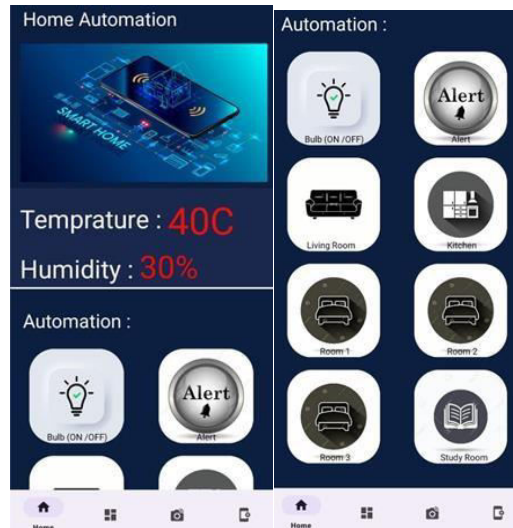 Home Automation
SMART HOME
Temprature : 40C
Humidity : 30%
Automation :
Bulb (ON /OFF)
Alert
Alert
Home
Automation :
Bulb (ON /OFF)
Alert
Alert
Living Room
Kitchen
Room 1
Room 2
Room 3
Study Room
Home